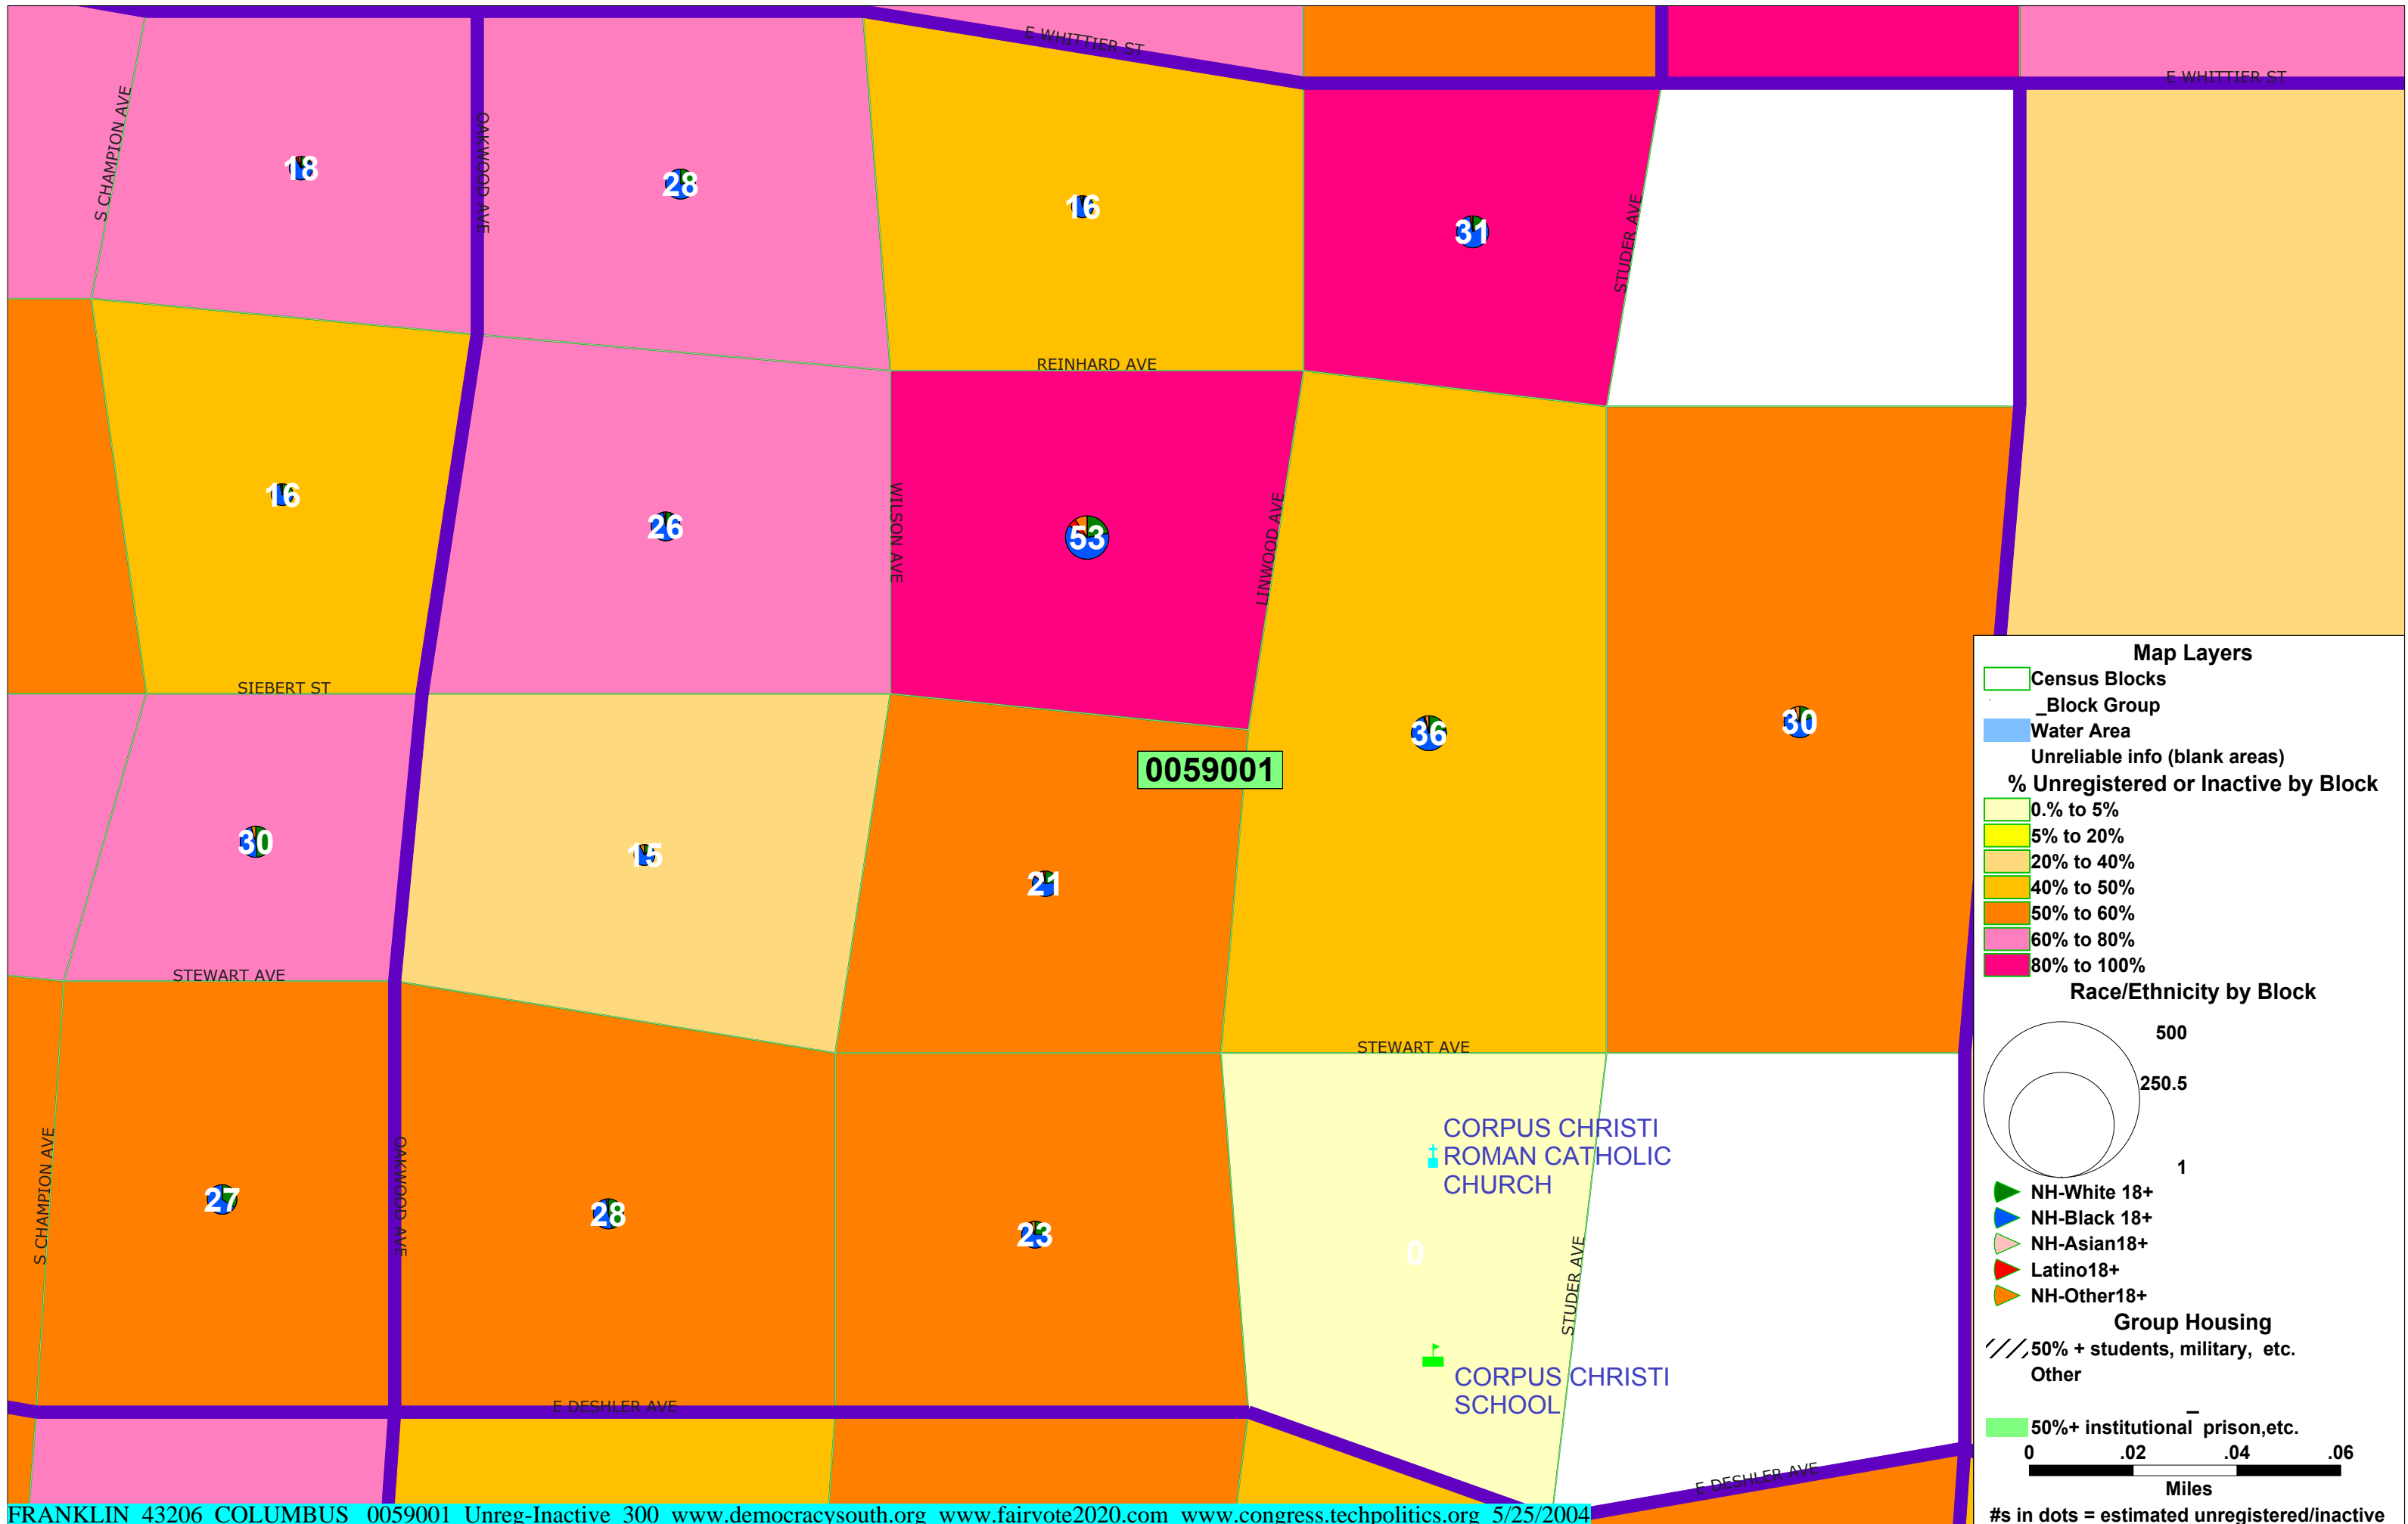 E WHITTIER ST
E WHITTIER ST
S CHAMPION AVE
OAKWOOD AVE
18
28
16
31
STUDER AVE
REINHARD AVE
16
26
WILSON AVE
53
LINWOOD AVE
SIEBERT ST
36
30
0059001
30
15
21
STEWART AVE
STEWART AVE
CORPUS CHRISTI
ROMAN CATHOLIC
CHURCH
S CHAMPION AVE
27
OAKWOOD AVE
28
23
0
STUDER AVE
CORPUS CHRISTI
SCHOOL
E DESHLER AVE
E DESHLER AVE
Map Layers
Census Blocks
_Block Group
Water Area
Unreliable info (blank areas)
% Unregistered or Inactive by Block
0.% to 5%
5% to 20%
20% to 40%
40% to 50%
50% to 60%
60% to 80%
80% to 100%
Race/Ethnicity by Block
500
250.5
1
NH-White 18+
NH-Black 18+
NH-Asian18+
Latino18+
NH-Other18+
Group Housing
50% + students, military, etc.
Other
_
50%+ institutional_prison,etc.
0 .02 .04 .06
Miles
#s in dots = estimated unregistered/inactive
FRANKLIN 43206 COLUMBUS 0059001 Unreg-Inactive 300 www.democracysouth.org www.fairvote2020.com www.congress.techpolitics.org 5/25/2004